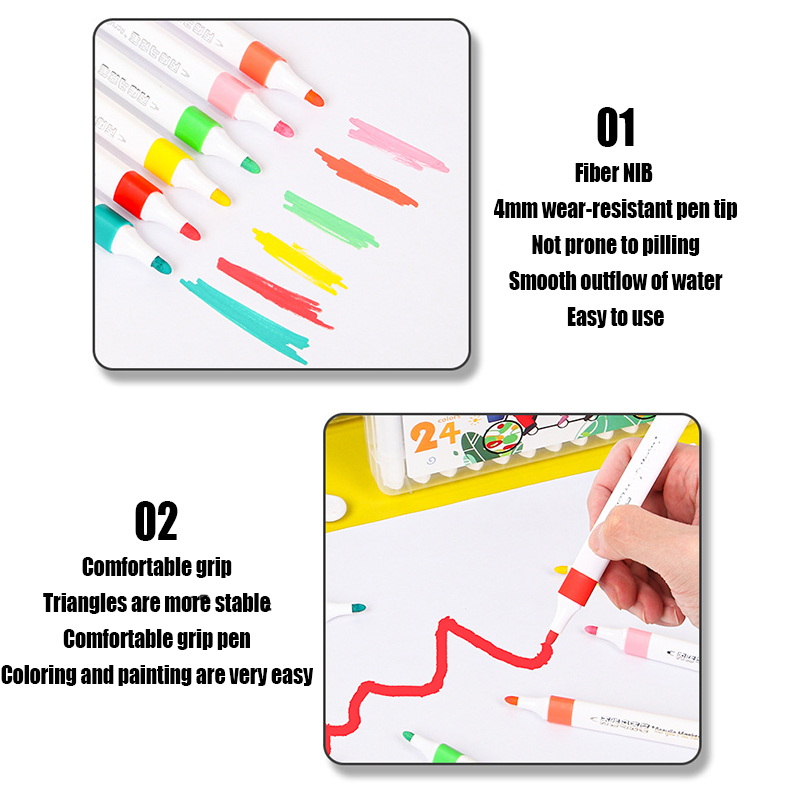 01
Fiber NIB
4mm wear-resistant pen tip
Not prone to pilling
Smooth outflow of water
Easy to use
24
colors
02
Comfortable grip
Triangles are more stable
Comfortable grip pen
Coloring and painting are very easy